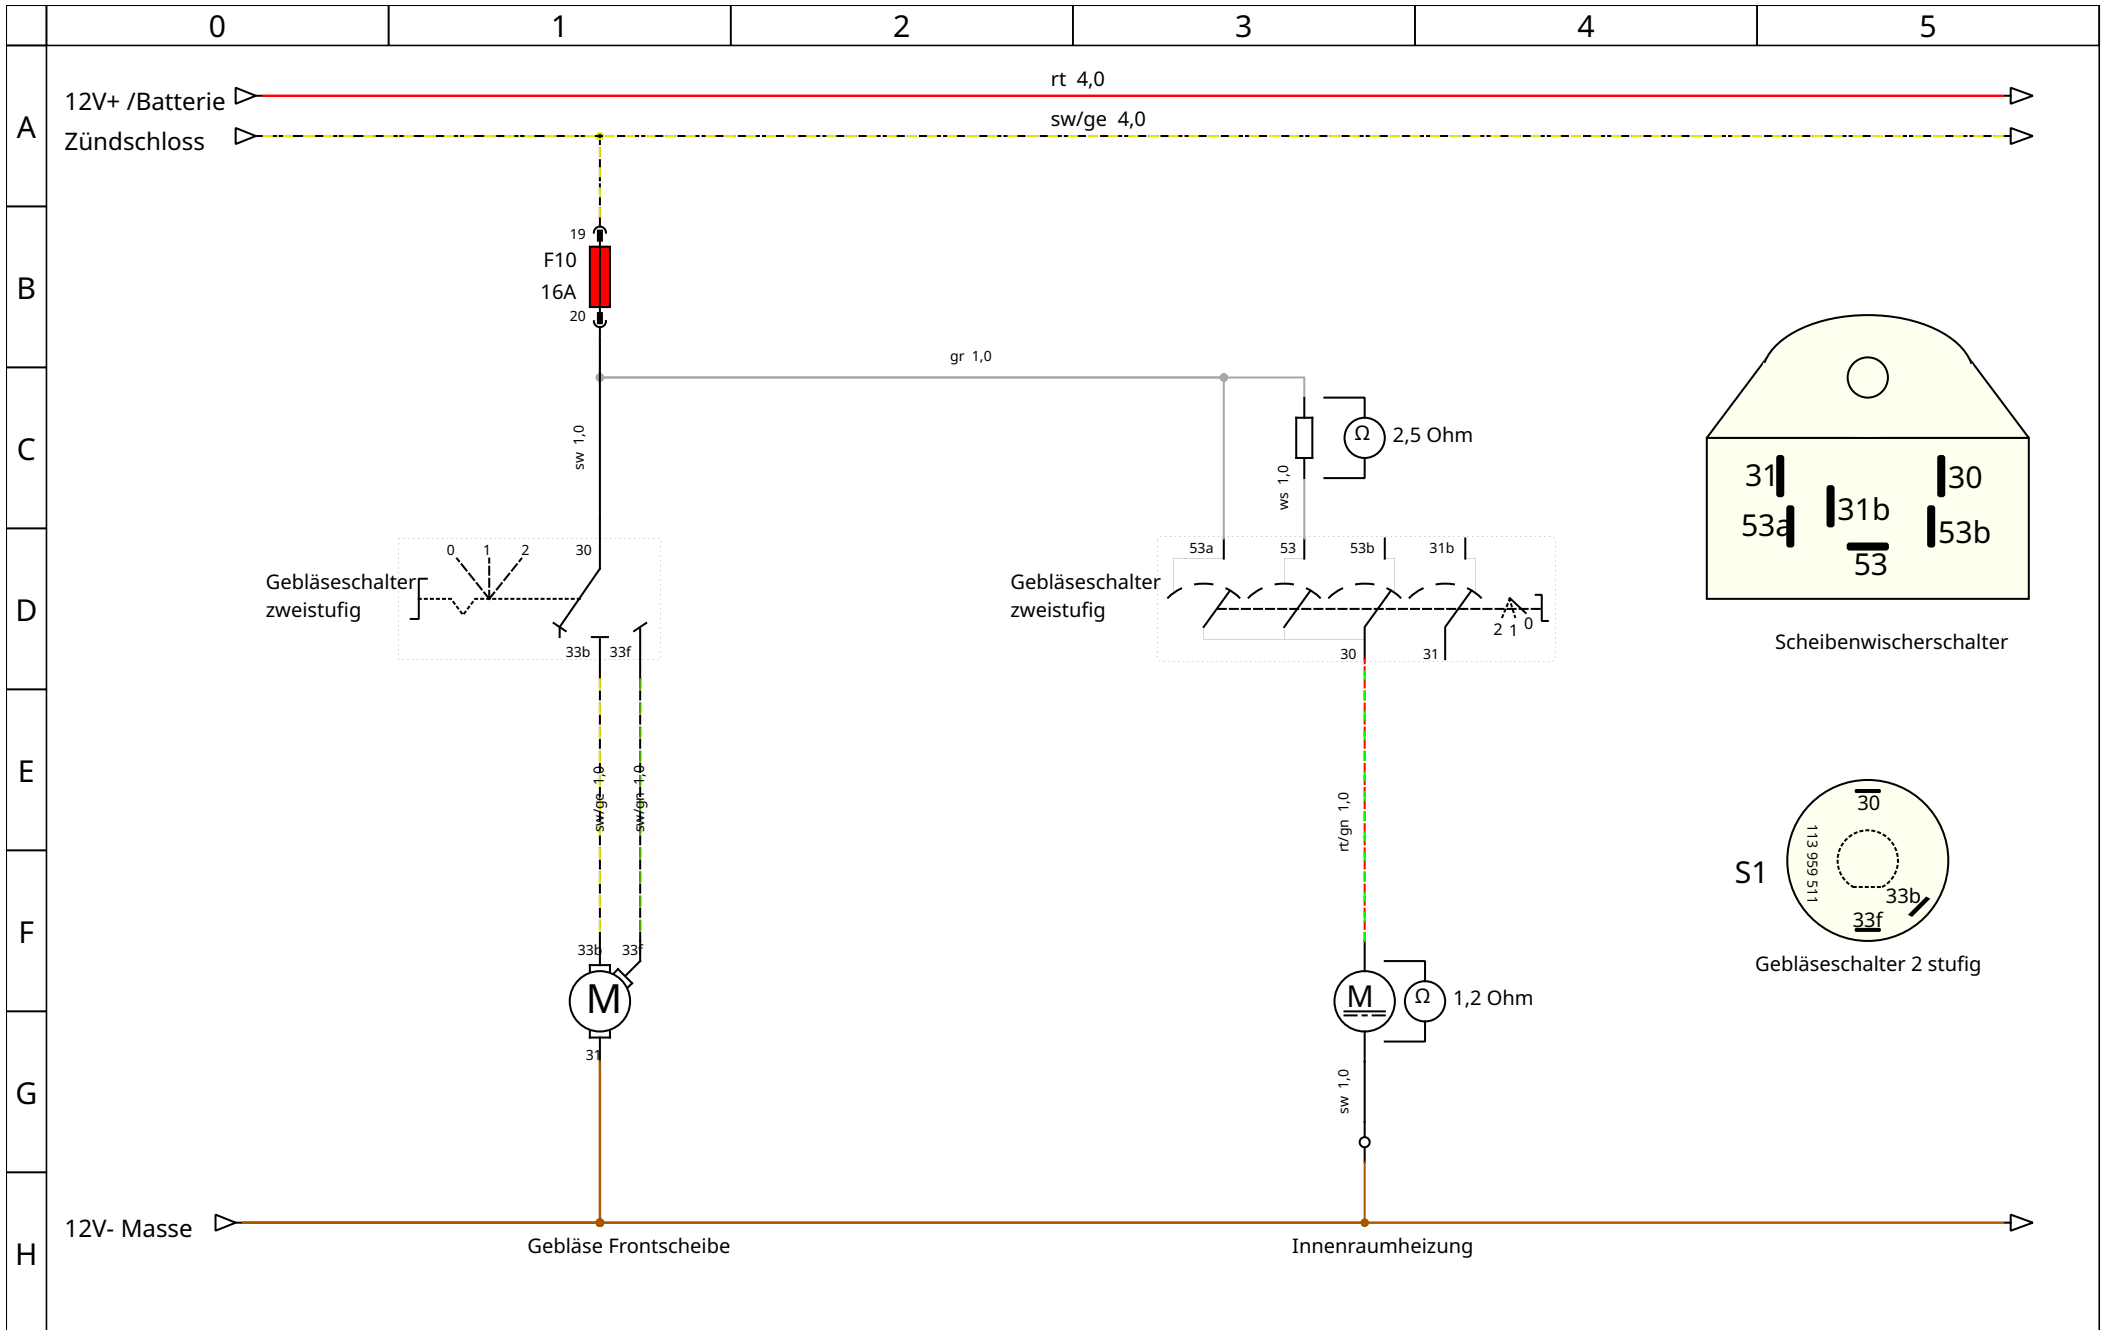 0 1 2 3 4 5
A
12V+ /Batterie
rt 4,0
Zündschloss
sw/ge 4,0
B
19
F10
16A
20
gr 1,0
C
sw 1,0
ws 1,0
Ω
2,5 Ohm
31
30
31b
53a
53b
53
Scheibenwischerschalter
D
0 1 2 30
Gebläseschalter
zweistufig
33b 33f
53a 53 53b 31b
Gebläseschalter
zweistufig
2 1 0
30 31
E
sw/ge 1,0
sw/gn 1,0
rt/gn 1,0
30
113 959 511
S1
33b
33f
Gebläseschalter 2 stufig
F
33b 33f
M
31
M
Ω
1,2 Ohm
G
sw 1,0
12V- Masse
H
Gebläse Frontscheibe
Innenraumheizung